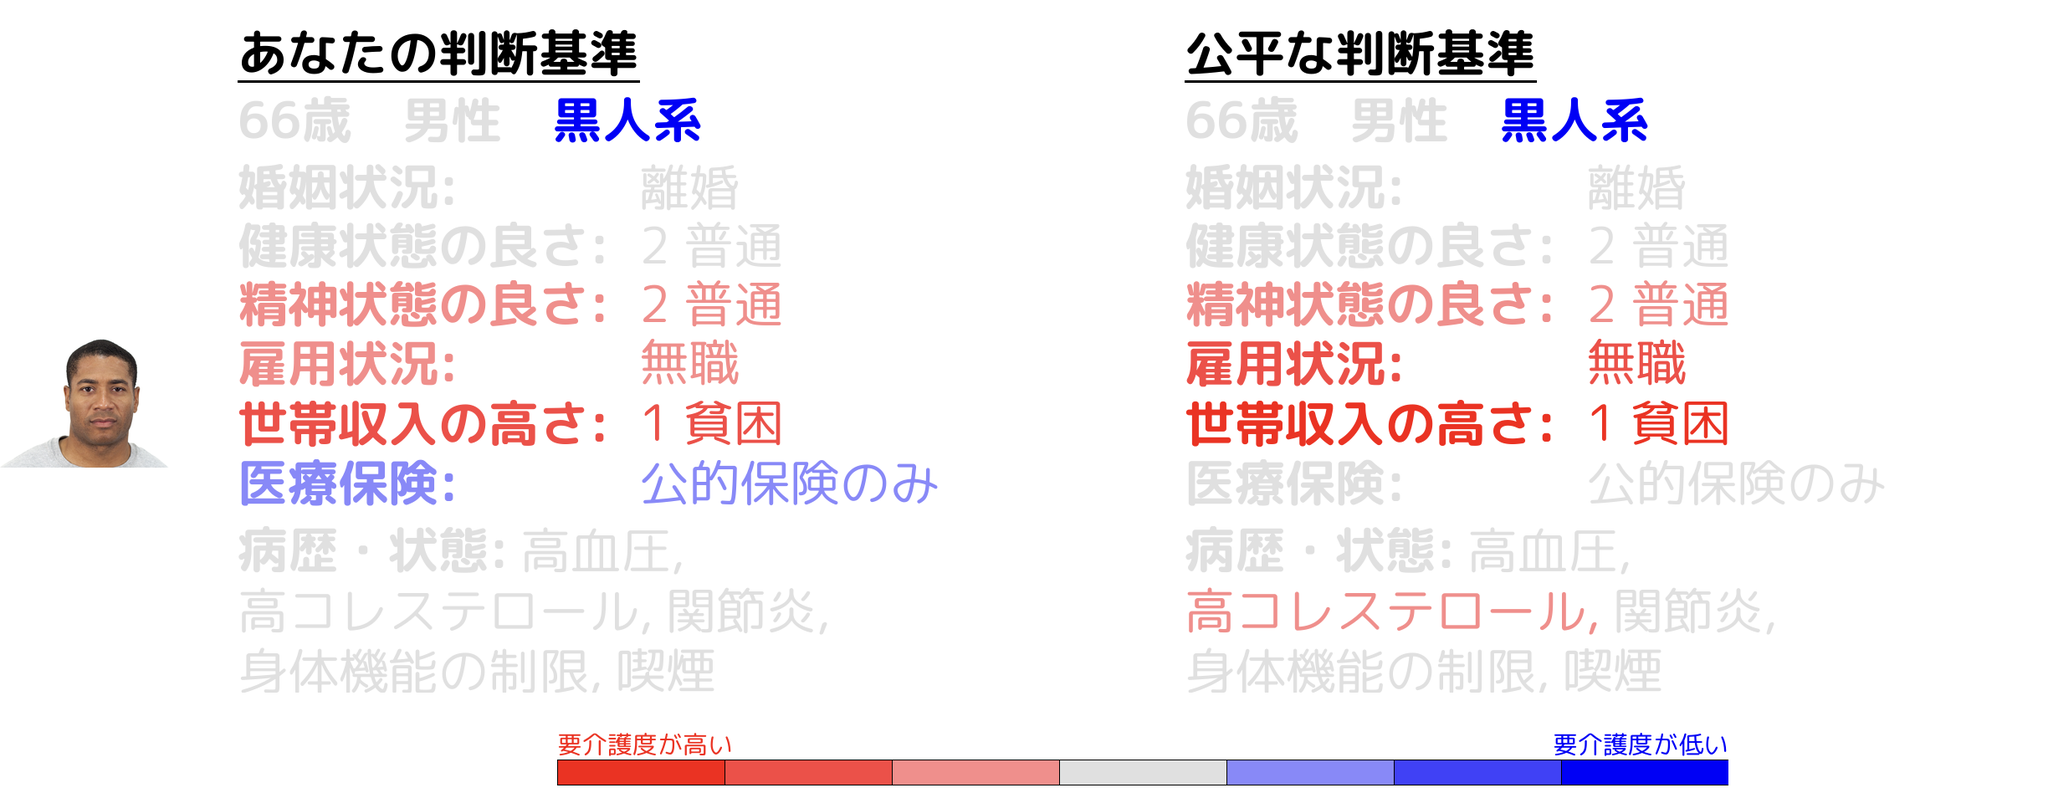 あなたの判断基準
66歳 男性 黒人系
婚姻状況: 離婚
健康状態の良さ: 2 普通
精神状態の良さ: 2 普通
雇用状況: 無職
世帯収入の高さ: 1 貧困
医療保険: 公的保険のみ
病歴・状態: 高血圧,
高コレステロール, 関節炎,
身体機能の制限, 喫煙
公平な判断基準
66歳 男性 黒人系
婚姻状況: 離婚
健康状態の良さ: 2 普通
精神状態の良さ: 2 普通
雇用状況: 無職
世帯収入の高さ: 1 貧困
医療保険: 公的保険のみ
病歴・状態: 高血圧,
高コレステロール, 関節炎,
身体機能の制限, 喫煙
要介護度が高い
要介護度が低い